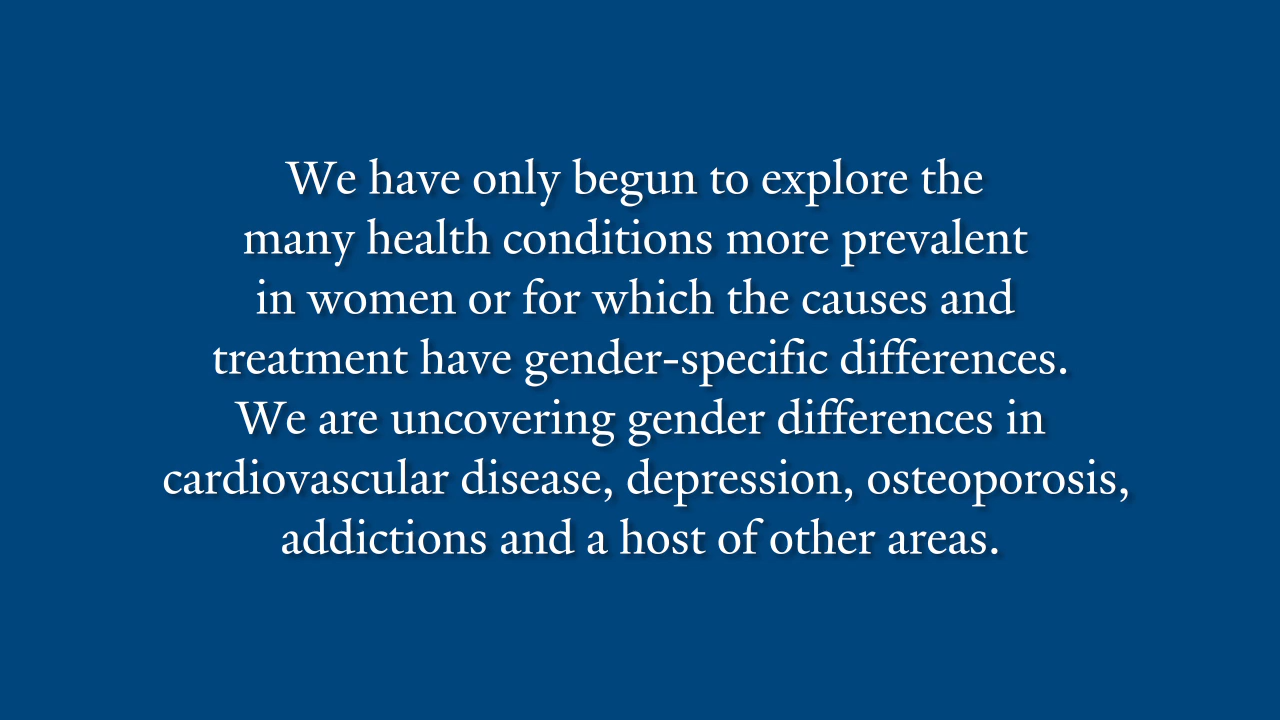 We have only begun to explore the
many health conditions more prevalent
in women or for which the causes and
treatment have gender-specific differences.
We are uncovering gender differences in
cardiovascular disease, depression, osteoporosis,
addictions and a host of other areas.